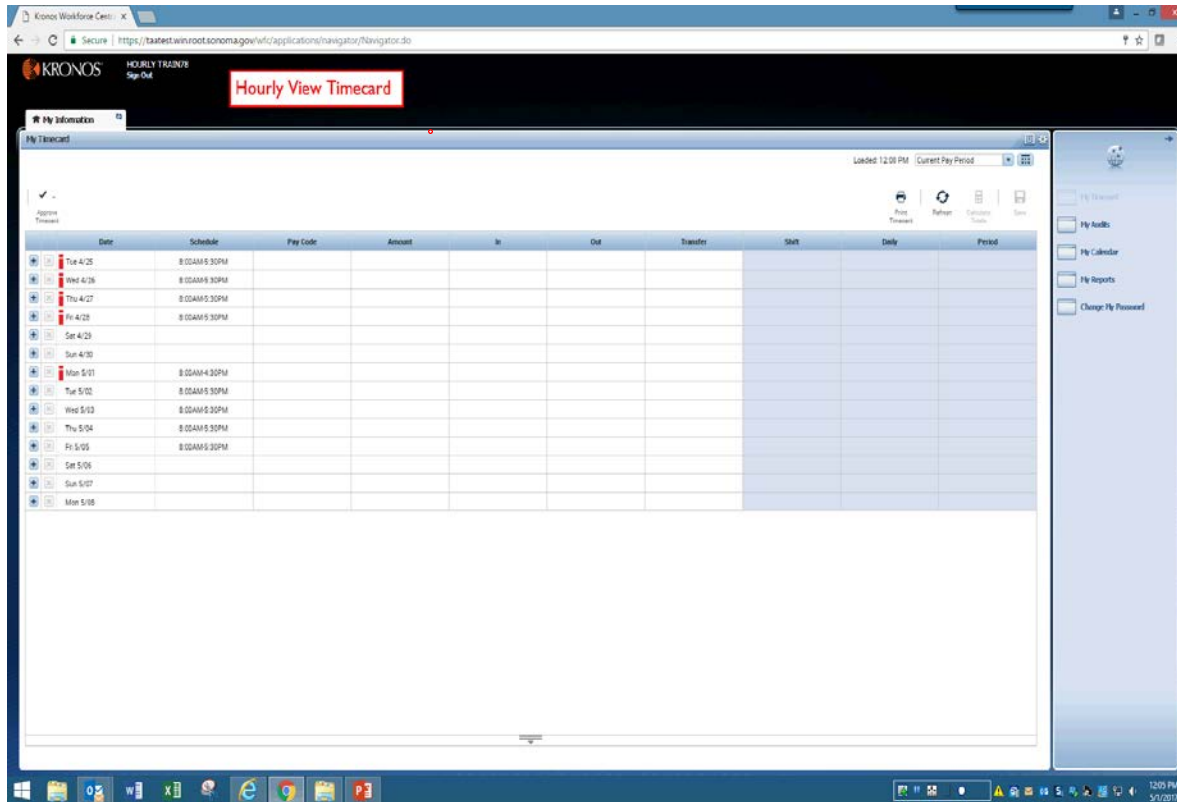 Kronos Workforce Centr
Secure | https://taatest.win.root.sonoma.gov/wfc/applications/navigator/Navigator.do
KRONOS HOURLY TRAIN78
Sign Out
Hourly View Timecard
My Information
My Timecard
Loaded: 12:00 PM Current Pay Period
Approve Timecard
Print Timecard Refresh Calculate Totals Save
Date Schedule Pay Code Amount In Out Transfer Shift Daily Period
Tue 4/25 8:00AM-5:30PM
Wed 4/26 8:00AM-5:30PM
Thu 4/27 8:00AM-5:30PM
Fri 4/28 8:00AM-5:30PM
Sat 4/29
Sun 4/30
Mon 5/01 8:00AM-4:30PM
Tue 5/02 8:00AM-5:30PM
Wed 5/03 8:00AM-5:30PM
Thu 5/04 8:00AM-5:30PM
Fri 5/05 8:00AM-5:30PM
Sat 5/06
Sun 5/07
Mon 5/08
My Timecard
My Audits
My Calendar
My Reports
Change My Password
12:05 PM
5/1/2017